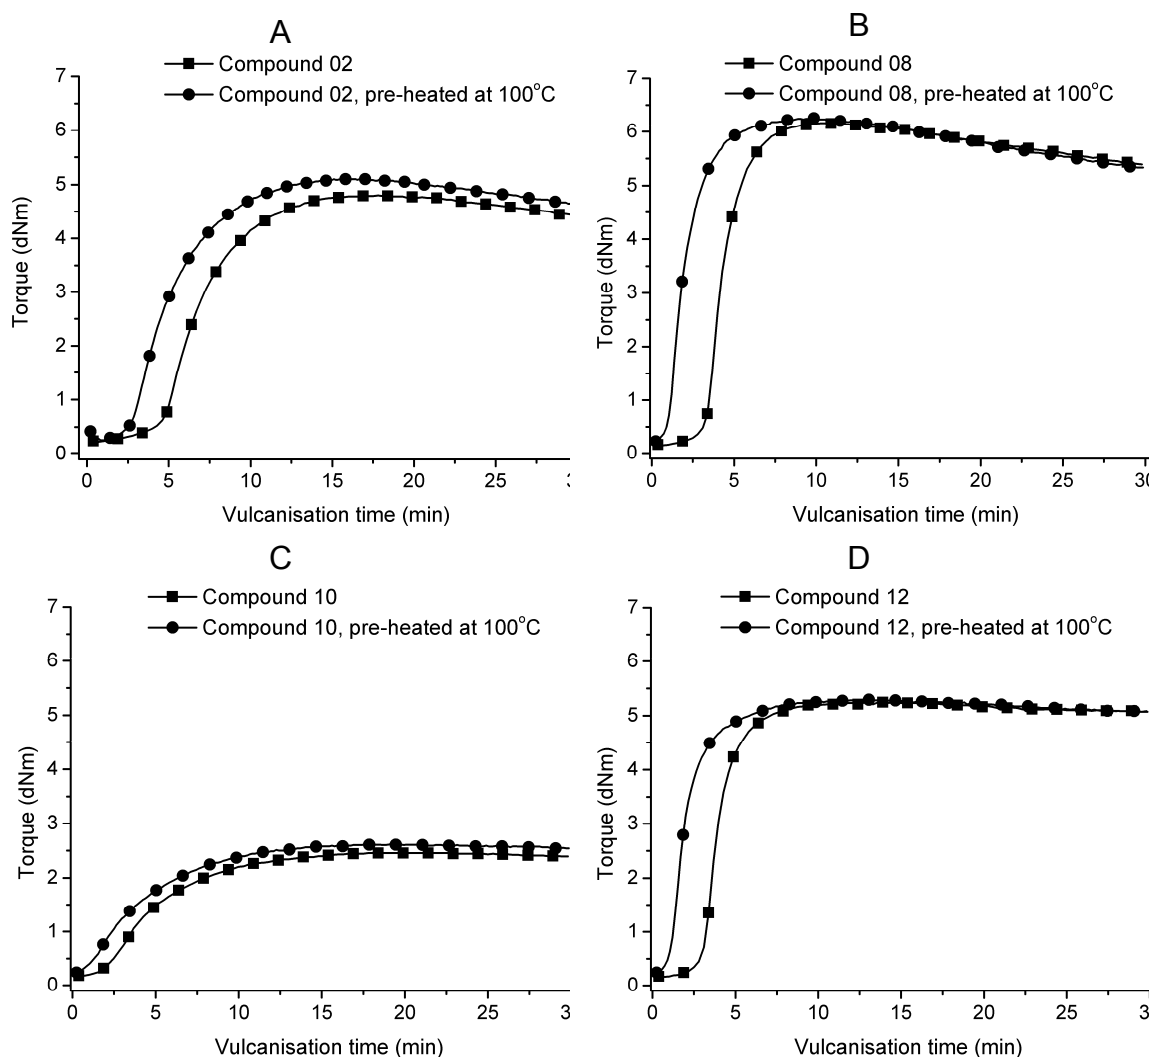 A
Compound 02
Compound 02, pre-heated at 100°C
7
6
5
4
3
2
1
0
Torque (dNm)
0 5 10 15 20 25
Vulcanisation time (min)
B
Compound 08
Compound 08, pre-heated at 100°C
7
6
5
4
3
2
1
0
Torque (dNm)
0 5 10 15 20 25 30
Vulcanisation time (min)
C
Compound 10
Compound 10, pre-heated at 100°C
7
6
5
4
3
2
1
0
Torque (dNm)
0 5 10 15 20 25 3
Vulcanisation time (min)
D
Compound 12
Compound 12, pre-heated at 100°C
7
6
5
4
3
2
1
0
Torque (dNm)
0 5 10 15 20 25 3
Vulcanisation time (min)